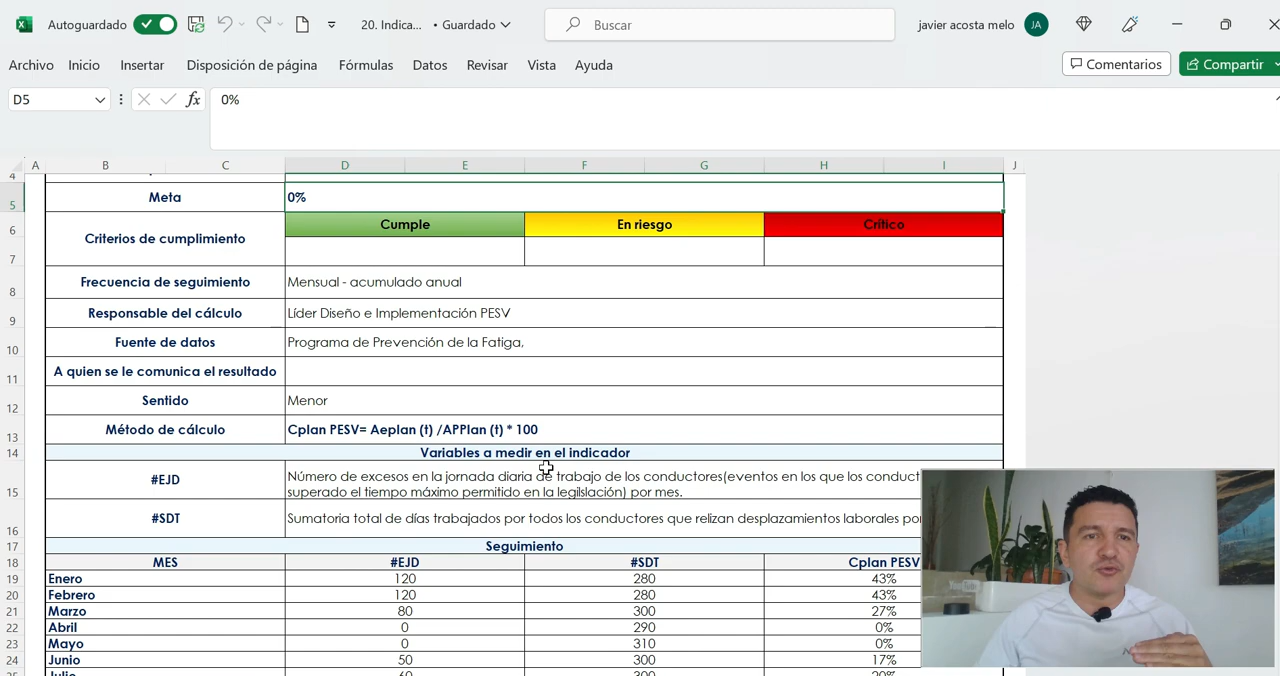 Autoguardado
20. Indica... • Guardado
Buscar
javier acosta melo JA
Archivo Inicio Insertar Disposición de página Fórmulas Datos Revisar Vista Ayuda
Comentarios Compartir
D5 fx 0%
A B C D E F G H I J
4
5 Meta 0%
6 Criterios de cumplimiento Cumple En riesgo Crítico
7
8 Frecuencia de seguimiento Mensual - acumulado anual
9 Responsable del cálculo Líder Diseño e Implementación PESV
10 Fuente de datos Programa de Prevención de la Fatiga,
11 A quien se le comunica el resultado
12 Sentido Menor
13 Método de cálculo Cplan PESV= Aeplan (t) /APPlan (t) * 100
14 Variables a medir en el indicador
15 #EJD Número de excesos en la jornada diaria de trabajo de los conductores(eventos en los que los conduct
superado el tiempo máximo permitido en la legilslación) por mes.
16 #SDT Sumatoria total de días trabajados por todos los conductores que relizan desplazamientos laborales por
17 Seguimiento
18 MES #EJD #SDT Cplan PESV
19 Enero 120 280 43%
20 Febrero 120 280 43%
21 Marzo 80 300 27%
22 Abril 0 290 0%
23 Mayo 0 310 0%
24 Junio 50 300 17%